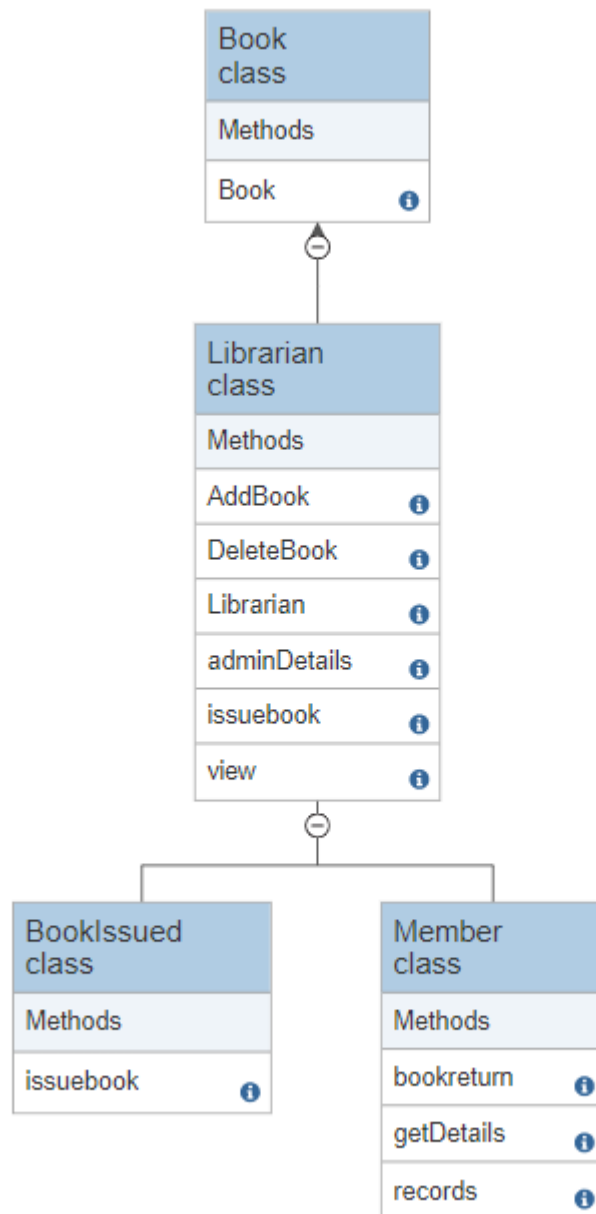 Book
class
Methods
Book
Librarian
class
Methods
AddBook
DeleteBook
Librarian
adminDetails
issuebook
view
BookIssued
class
Methods
issuebook
Member
class
Methods
bookreturn
getDetails
records